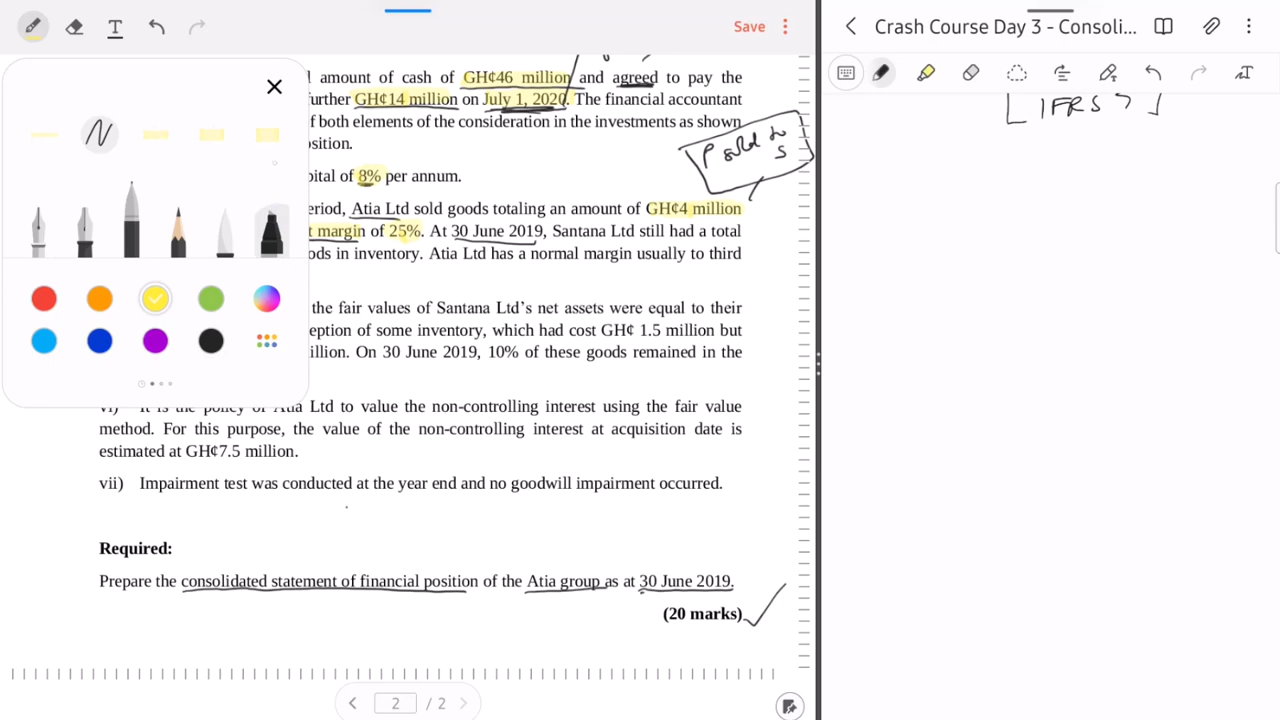 Save
Crash Course Day 3 - Consoli...
l amount of cash of GH¢46 million and agreed to pay the
further GH¢14 million on July 1, 2020. The financial accountant
f both elements of the consideration in the investments as shown
osition.
P sold to
S
[IFRS 3]
pital of 8% per annum.
eriod, Atia Ltd sold goods totaling an amount of GH¢4 million
t margin of 25%. At 30 June 2019, Santana Ltd still had a total
ods in inventory. Atia Ltd has a normal margin usually to third
the fair values of Santana Ltd's net assets were equal to their
eption of some inventory, which had cost GH¢ 1.5 million but
illion. On 30 June 2019, 10% of these goods remained in the
vi) It is the policy of Atia Ltd to value the non-controlling interest using the fair value
method. For this purpose, the value of the non-controlling interest at acquisition date is
estimated at GH¢7.5 million.
vii) Impairment test was conducted at the year end and no goodwill impairment occurred.
Required:
Prepare the consolidated statement of financial position of the Atia group as at 30 June 2019.
(20 marks)
2 / 2